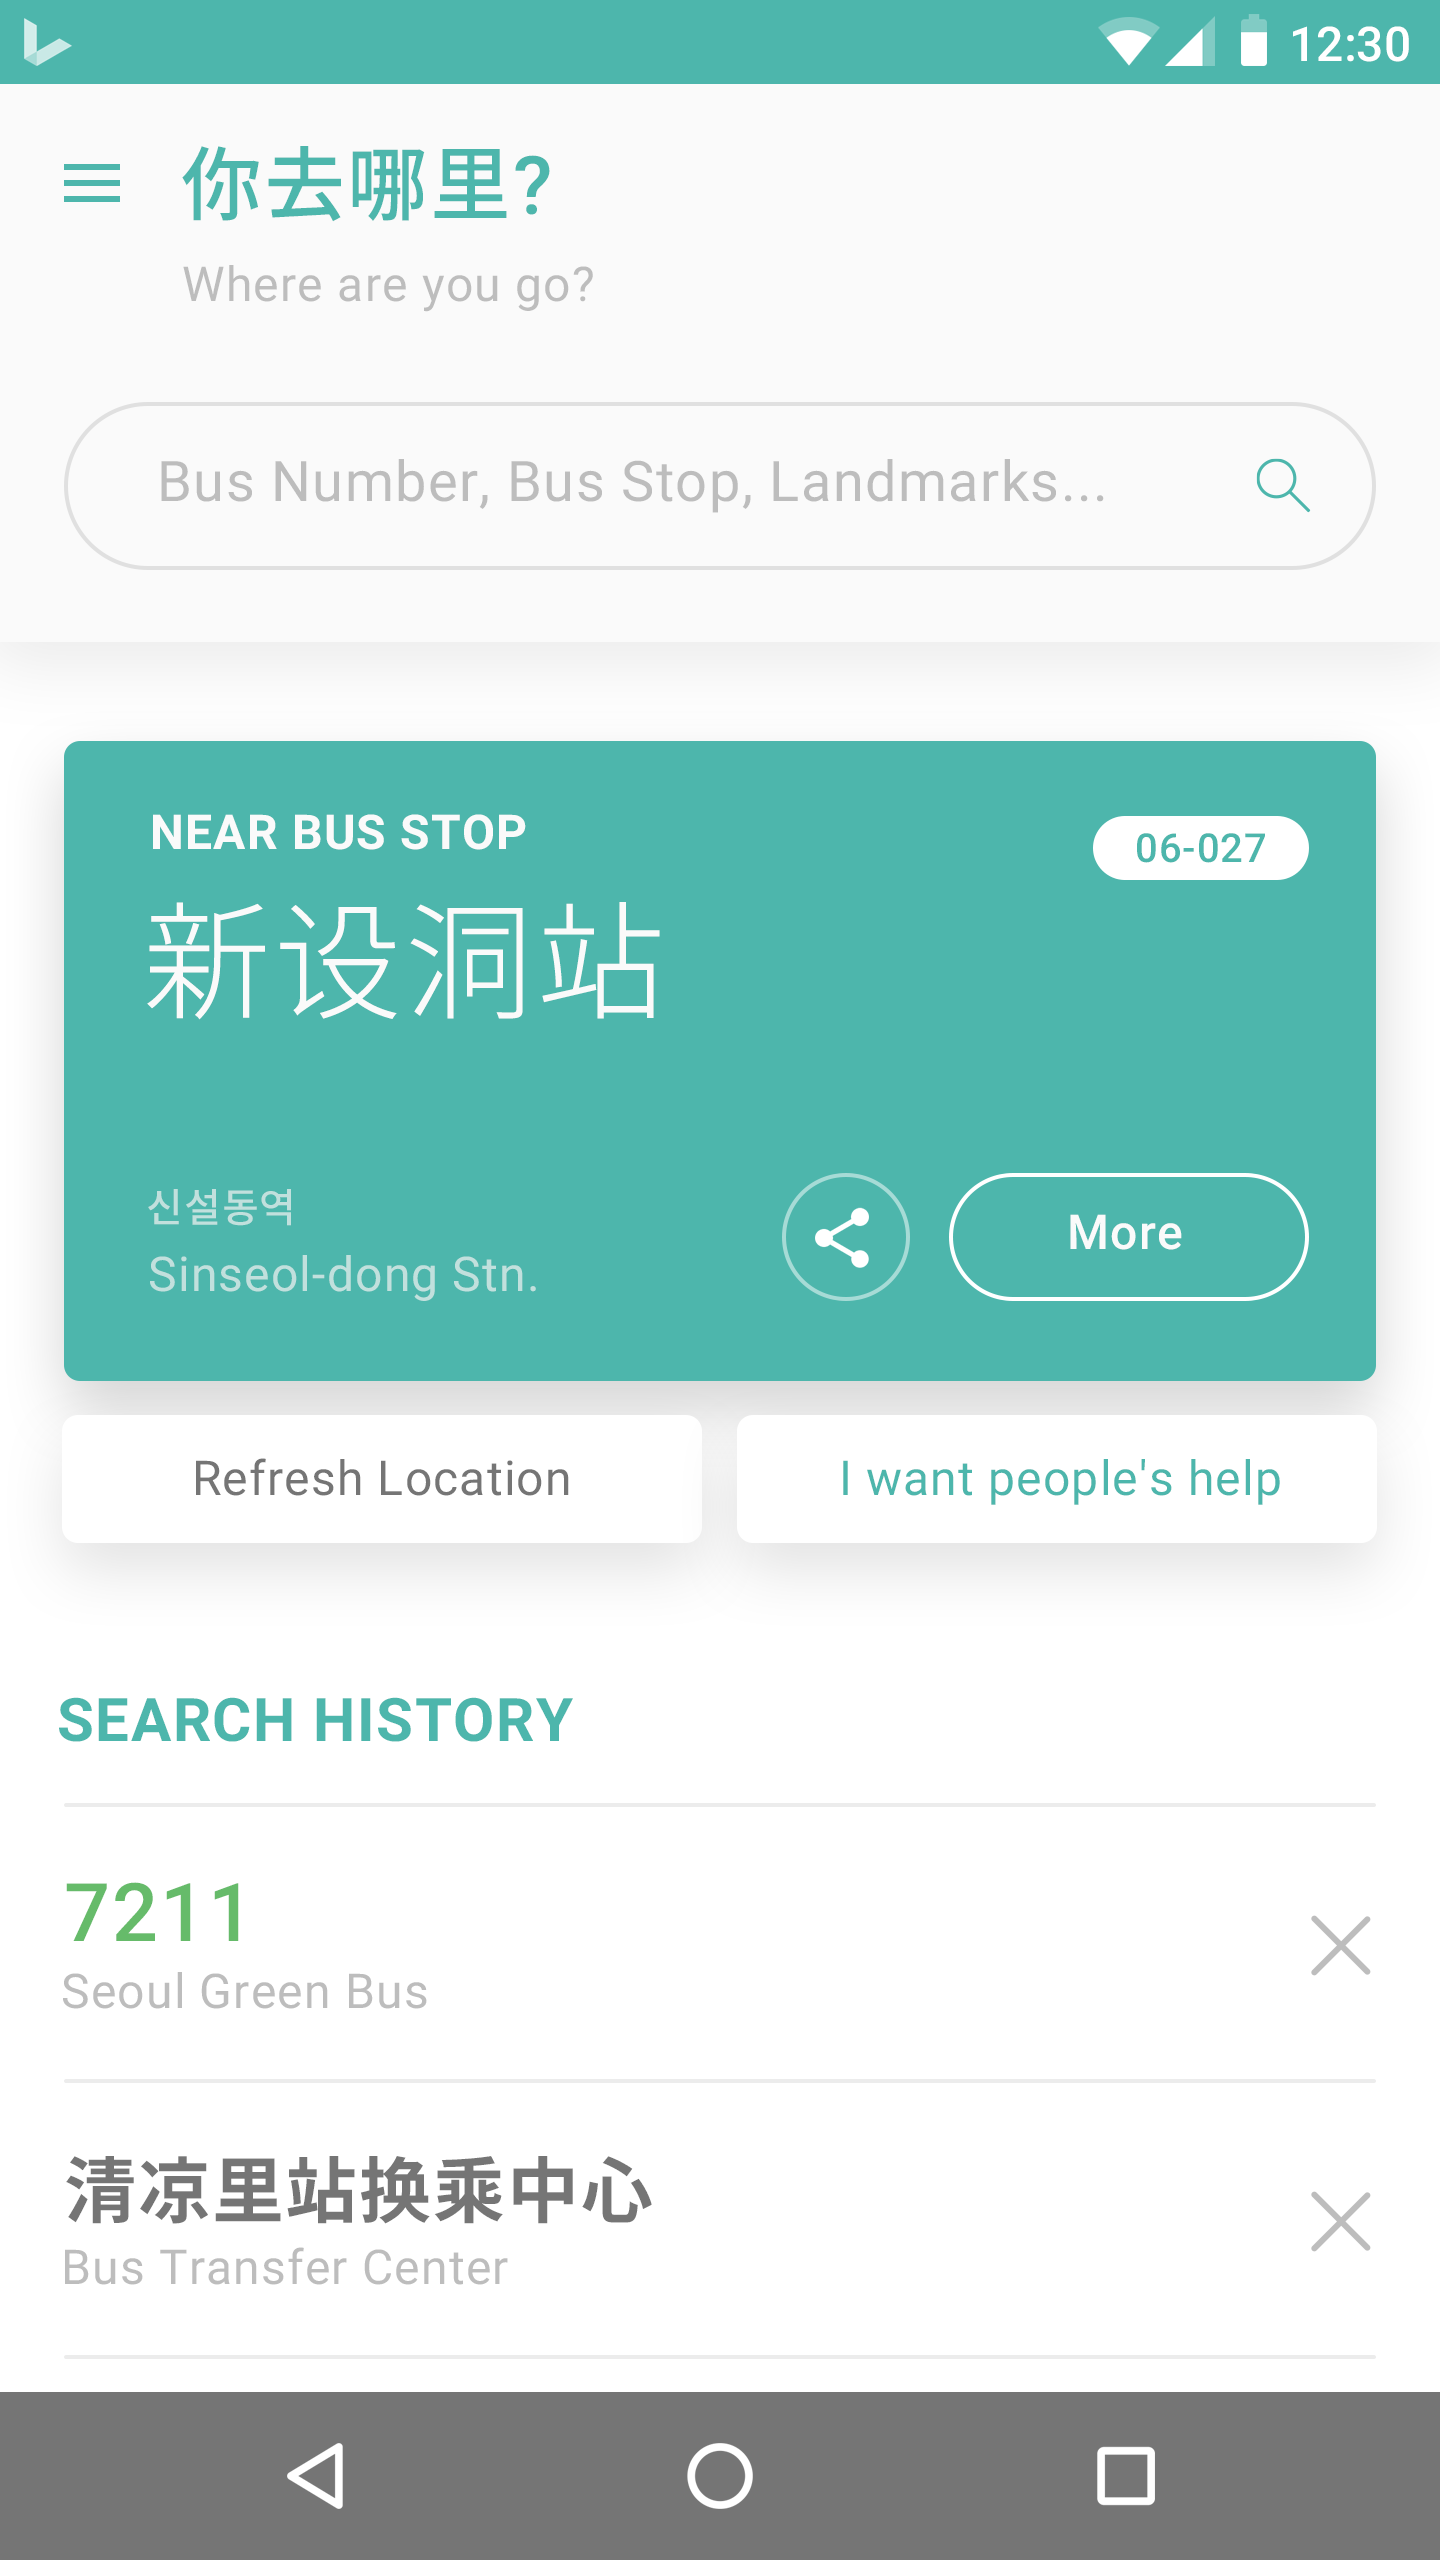 12:30
你去哪里?
Where are you go?
Bus Number, Bus Stop, Landmarks...
NEAR BUS STOP
06-027
新设洞站
신설동역
Sinseol-dong Stn.
More
Refresh Location
I want people's help
SEARCH HISTORY
7211
Seoul Green Bus
清凉里站换乘中心
Bus Transfer Center